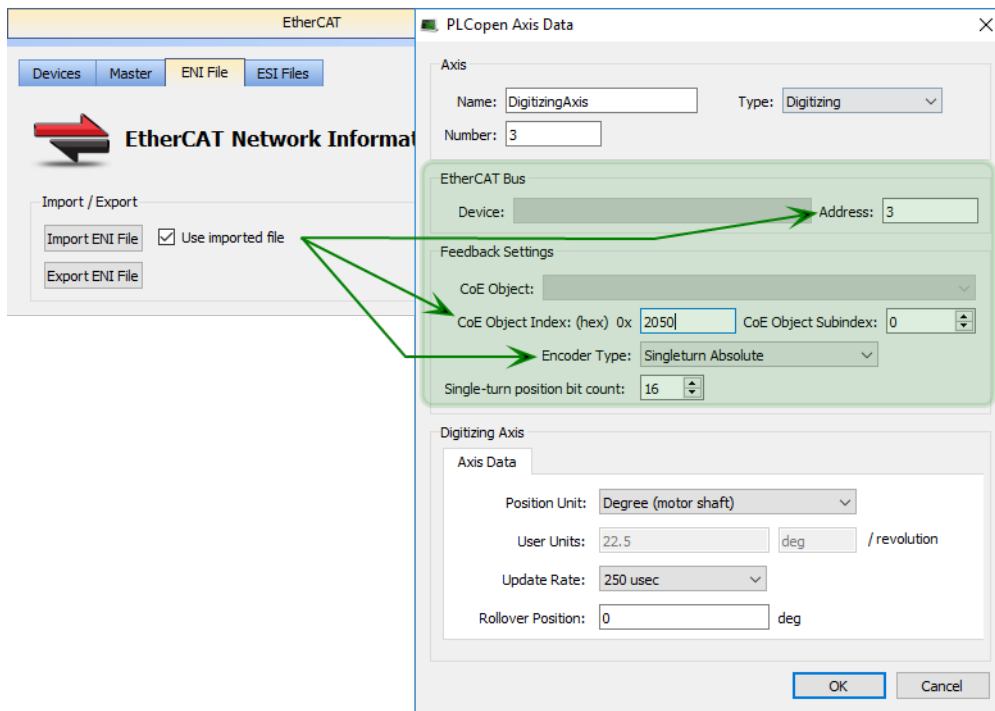 EtherCAT
Devices Master ENI File ESI Files
EtherCAT Network Informat
Import / Export
Import ENI File Use imported file
Export ENI File
PLCopen Axis Data
Axis
Name: DigitizingAxis Type: Digitizing
Number: 3
EtherCAT Bus
Device: Address: 3
Feedback Settings
CoE Object:
CoE Object Index: (hex) 0x 2050 CoE Object Subindex: 0
Encoder Type: Singleturn Absolute
Single-turn position bit count: 16
Digitizing Axis
Axis Data
Position Unit: Degree (motor shaft)
User Units: 22.5 deg / revolution
Update Rate: 250 usec
Rollover Position: 0 deg
OK Cancel